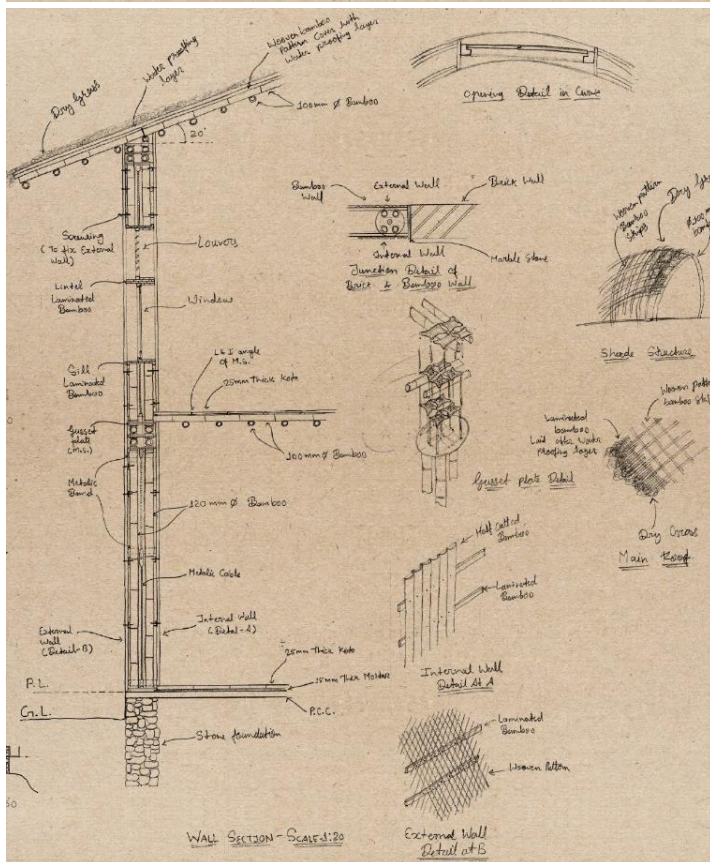 Dry Grass
Water proofing
layer
Woven bamboo
Pattern Cover with
Water proofing layer
100mm Ø Bamboo
20°
Screwing
(To fix External
Wall)
Louvers
Lintel
Laminated
Bamboo
Window
Sill
Laminated
Bamboo
L & I angle
of M.S.
25mm Thick Kota
Gusset
plate
(M.S.)
100mm Ø Bamboo
Metallic
Band
120mm Ø Bamboo
Metalic Cable
External
Wall
(Detail-B)
Internal Wall
(Detail-A)
25mm Thick Kota
15mm Thick Mortar
P.L.
G.L.
P.C.C.
Stone foundation
WALL SECTION-SCALE-1:20
Opening Detail in Curve
Bamboo
Wall
External Wall
Brick Wall
Internal Wall
Marble Stone
Junction Detail of
Brick & Bamboo Wall
Gusset plate Detail
Half Cutted
Bamboo
Laminated
Bamboo
Internal Wall
Detail At A
Laminated
Bamboo
Woven Pattern
External Wall
Detail at B
Woven pattern
Bamboo
Strips
Shade Structure
Laminated
bamboo
Laid after Water
Proofing layer
Dry Grass
Main Roof